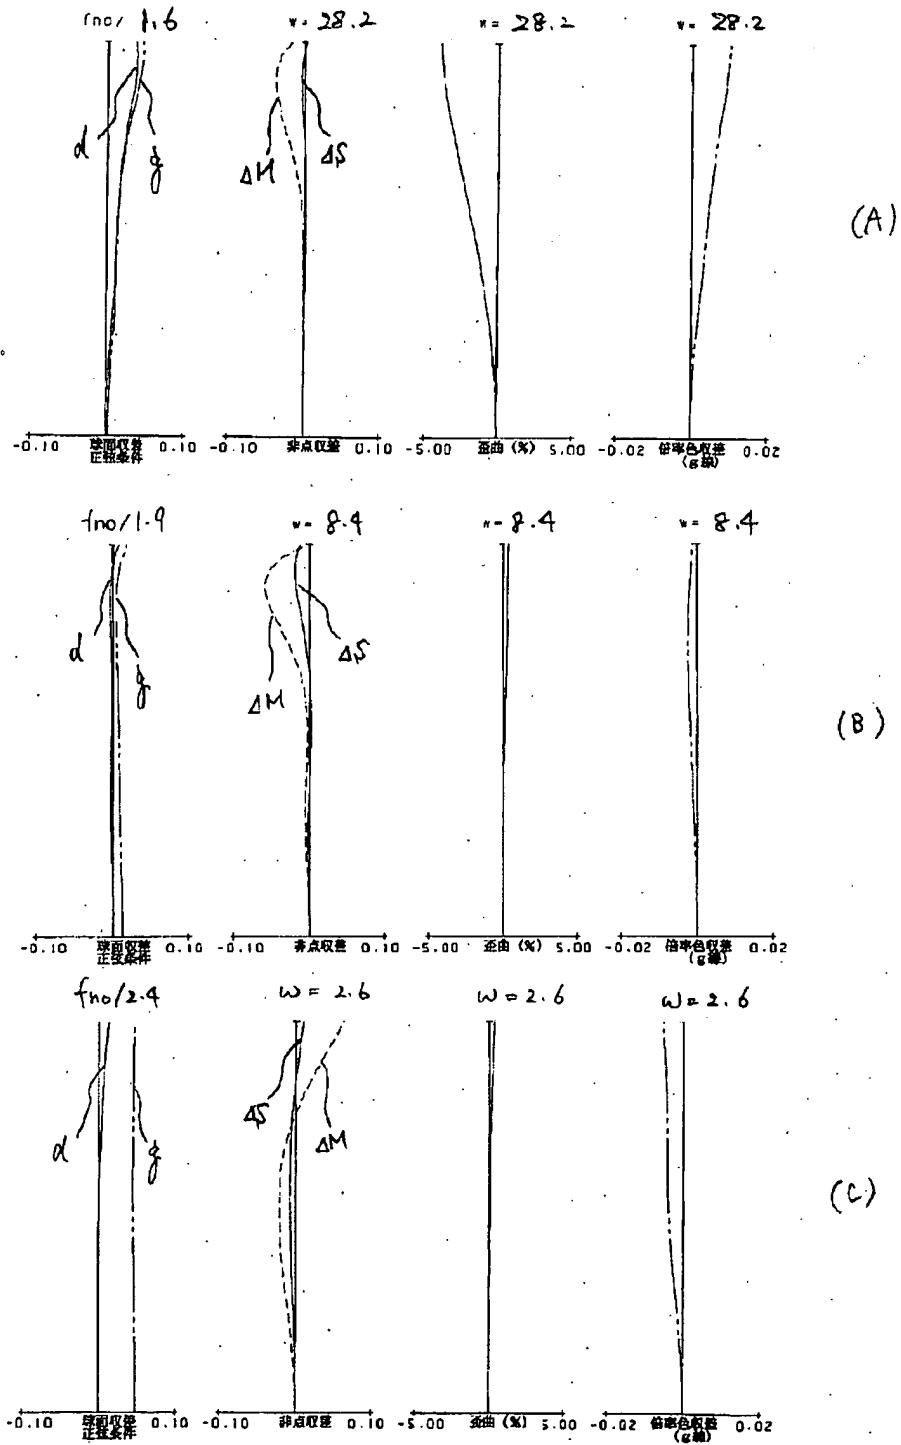 fno/ 1.6
w= 28.2
w= 28.2
w= 28.2
d
g
ΔM
ΔS
(A)
-0.10
球面収差
正弦条件
0.10
-0.10
非点収差
0.10
-5.00
歪曲 (%)
5.00
-0.02
倍率色収差
(g線)
0.02
fno/1.9
w= 8.4
w= 8.4
w= 8.4
d
g
ΔM
ΔS
(B)
-0.10
球面収差
正弦条件
0.10
-0.10
非点収差
0.10
-5.00
歪曲 (%)
5.00
-0.02
倍率色収差
(g線)
0.02
fno/2.4
ω= 2.6
ω= 2.6
ω= 2.6
d
g
ΔS
ΔM
(C)
-0.10
球面収差
正弦条件
0.10
-0.10
非点収差
0.10
-5.00
歪曲 (%)
5.00
-0.02
倍率色収差
(g線)
0.02